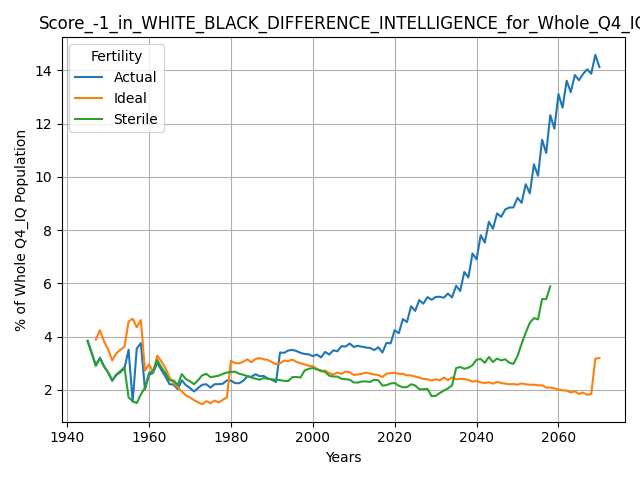 Score_-1_in_WHITE_BLACK_DIFFERENCE_INTELLIGENCE_for_Whole_Q4_IQ
Fertility
Actual
Ideal
Sterile
% of Whole Q4_IQ Population
14
12
10
8
6
4
2
1940 1960 1980 2000 2020 2040 2060
Years